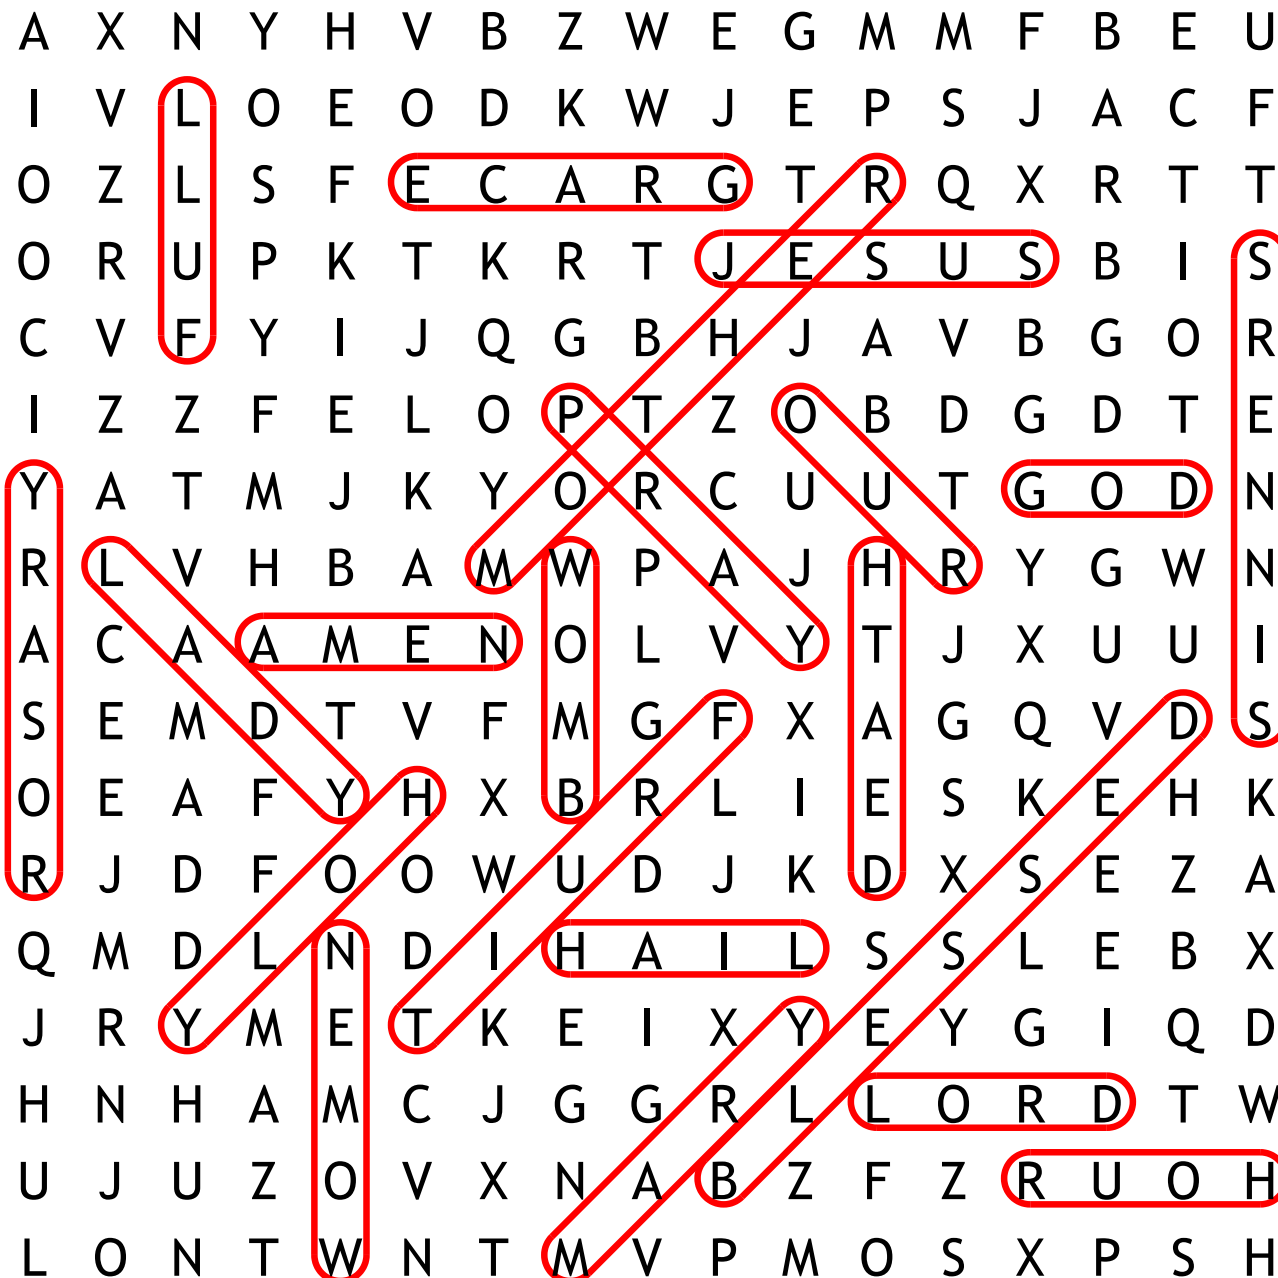 A X N Y H V B Z W E G M M F B E U
I V L O E O D K W J E P S J A C F
O Z L S F E C A R G T R Q X R T T
O R U P K T K R T J E S U S B I S
C V F Y I J Q G B H J A V B G O R
I Z Z F E L O P T Z O B D G D T E
Y A T M J K Y O R C U U T G O D N
R L V H B A M W P A J H R Y G W N
A C A A M E N O L V Y T J X U U I
S E M D T V F M G F X A G Q V D S
O E A F Y H X B R L I E S K E H K
R J D F O O W U D J K D X S E Z A
Q M D L N D I H A I L S S L E B X
J R Y M E T K E I X Y E Y G I Q D
H N H A M C J G G R L L O R D T W
U J U Z O V X N A B Z F Z R U O H
L O N T W N T M V P M O S X P S H